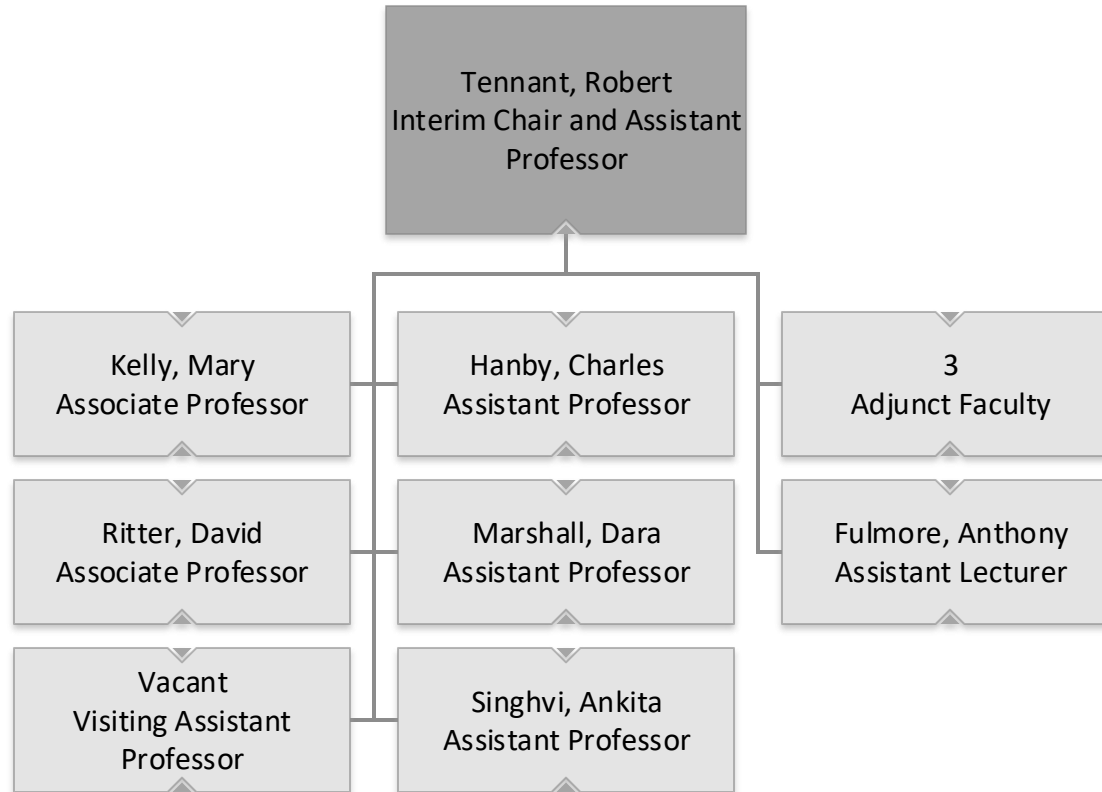 Tennant, Robert
Interim Chair and Assistant
Professor
Kelly, Mary
Associate Professor
Hanby, Charles
Assistant Professor
3
Adjunct Faculty
Ritter, David
Associate Professor
Marshall, Dara
Assistant Professor
Fulmore, Anthony
Assistant Lecturer
Vacant
Visiting Assistant
Professor
Singhvi, Ankita
Assistant Professor